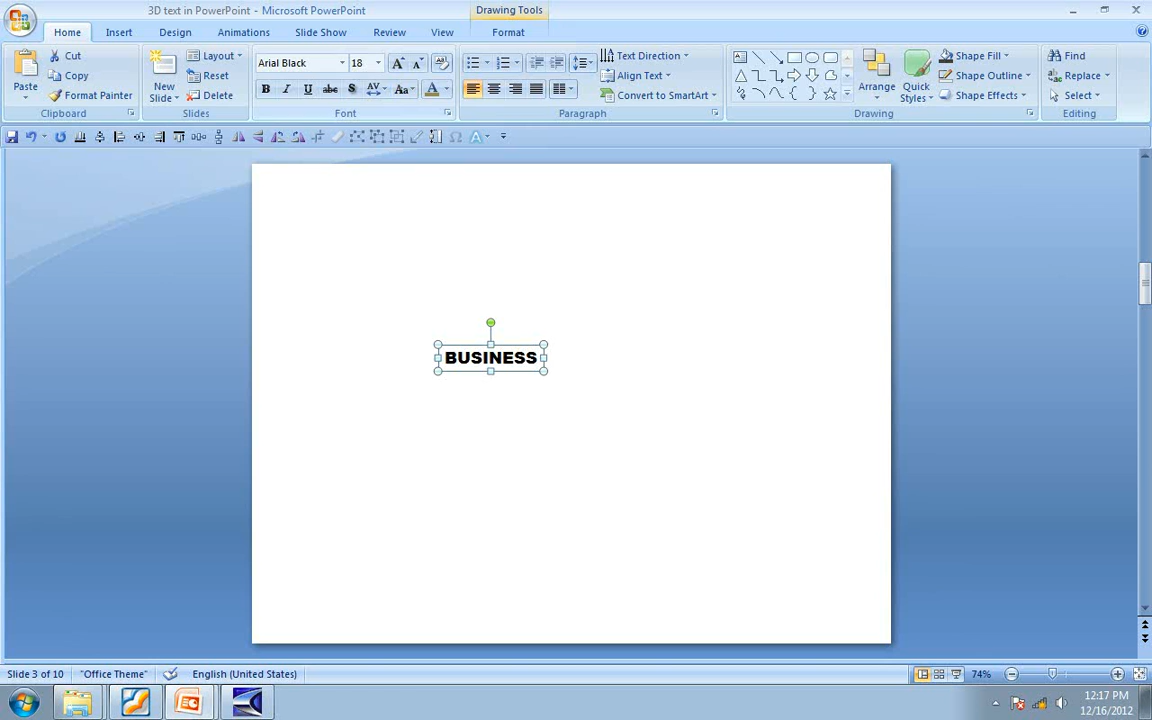 3D text in PowerPoint - Microsoft PowerPoint
Drawing Tools
Home Insert Design Slide Show Animations Review View Format
Paste
Cut
Copy
Format Painter
Clipboard
New Slide
Layout
Reset
Delete
Slides
Arial Black 18
B I U abc S AV Aa A
Font
Text Direction
Align Text
Convert to SmartArt
Paragraph
Arrange
Quick Styles
Shape Fill
Shape Outline
Shape Effects
Drawing
Find
Replace
Select
Editing
BUSINESS
Slide 3 of 10 "Office Theme" English (United States) 74%
12:17 PM
12/16/2012